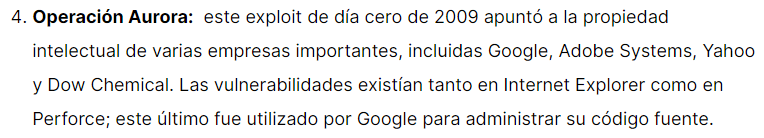 4. Operación Aurora: este exploit de día cero de 2009 apuntó a la propiedad
intelectual de varias empresas importantes, incluidas Google, Adobe Systems, Yahoo
y Dow Chemical. Las vulnerabilidades existían tanto en Internet Explorer como en
Perforce; este último fue utilizado por Google para administrar su código fuente.